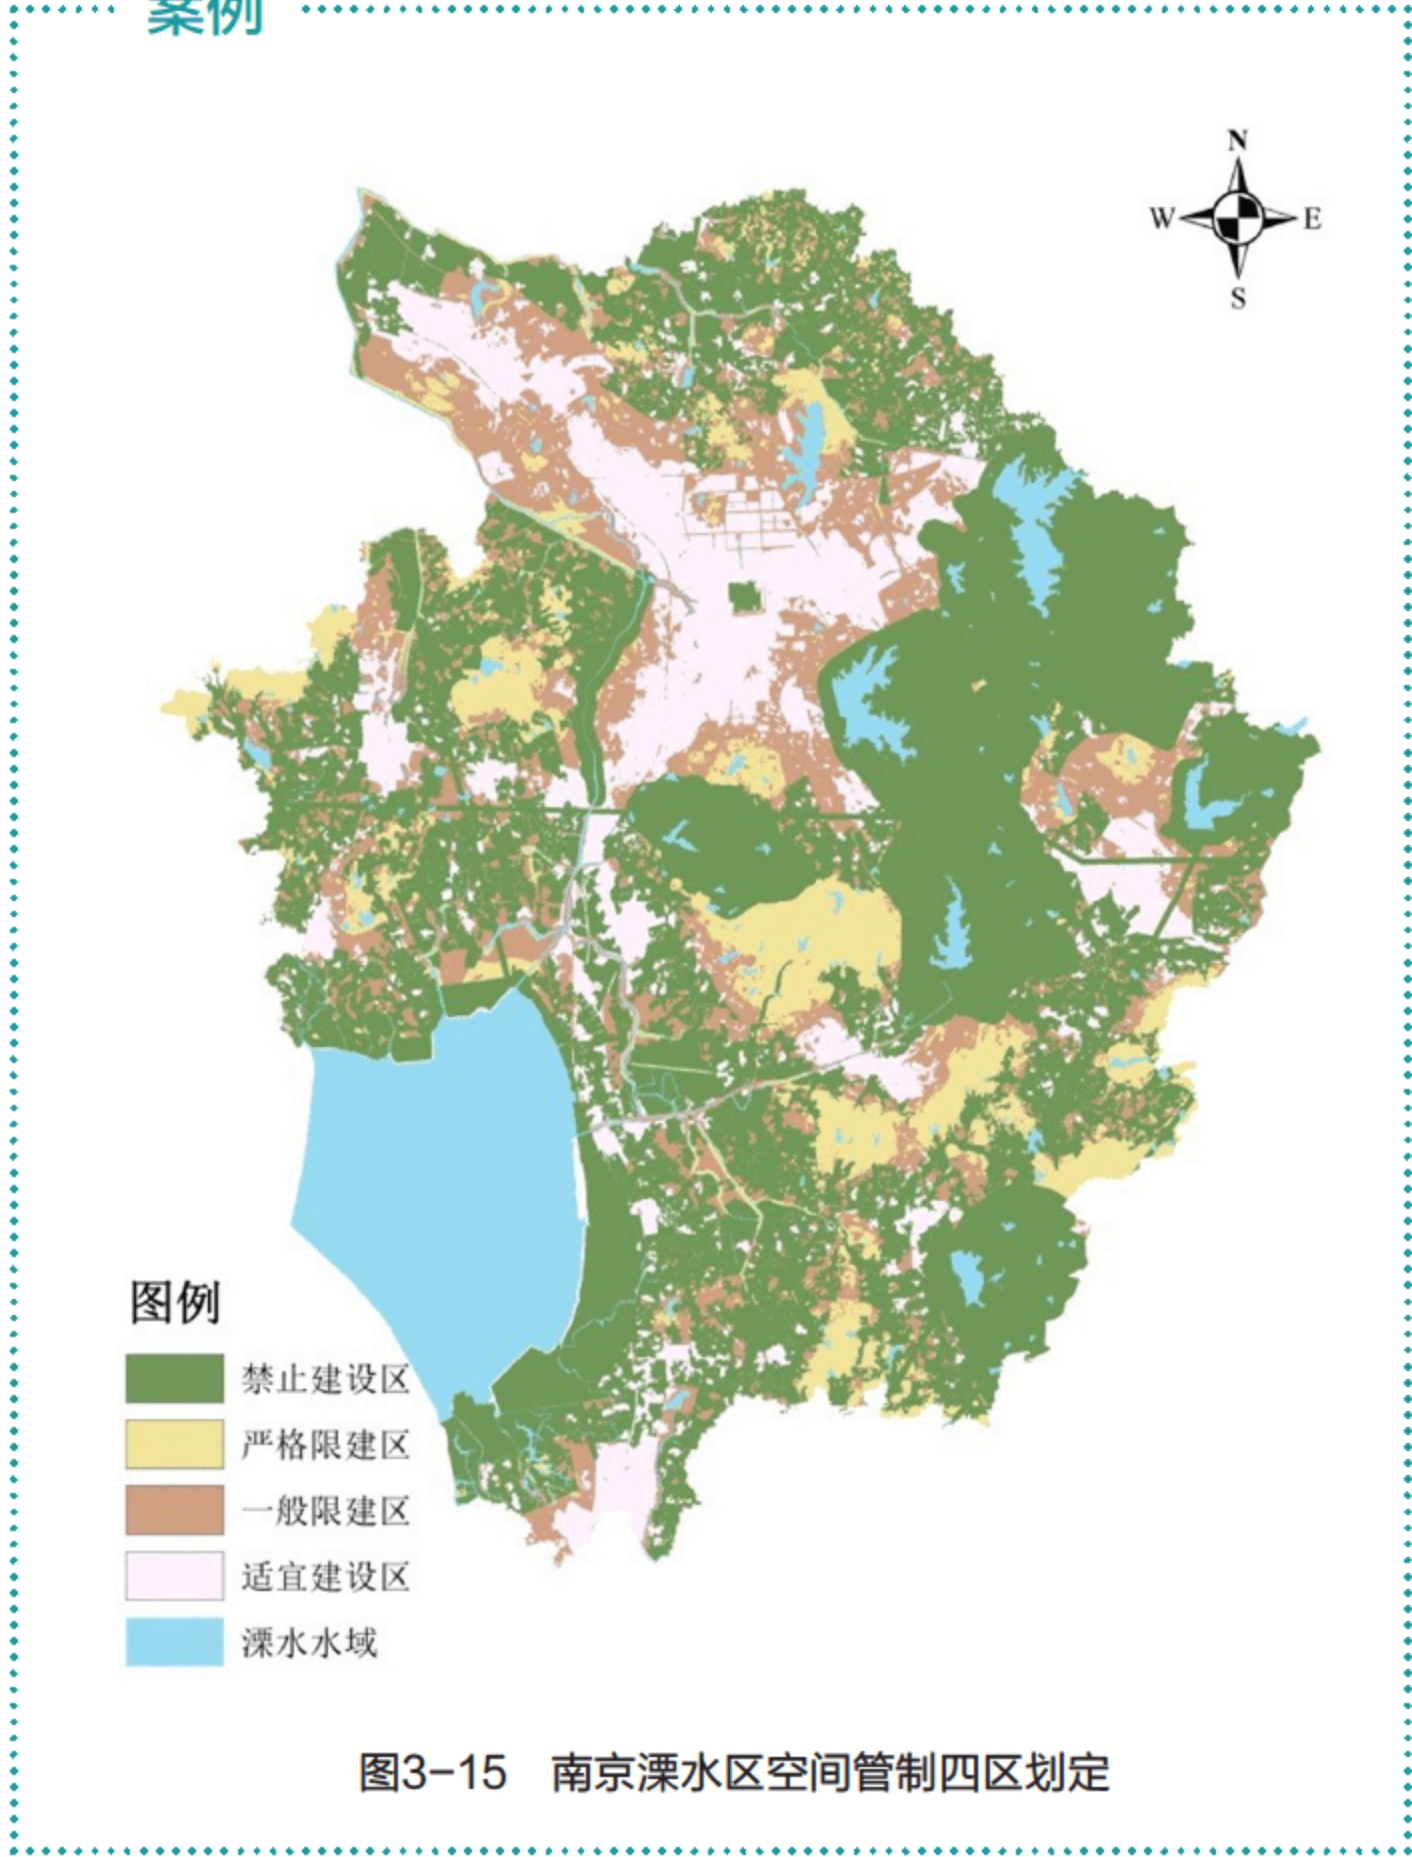 案例
N
W E
S
图例
禁止建设区
严格限建区
一般限建区
适宜建设区
溧水水域
图3-15 南京溧水区空间管制四区划定